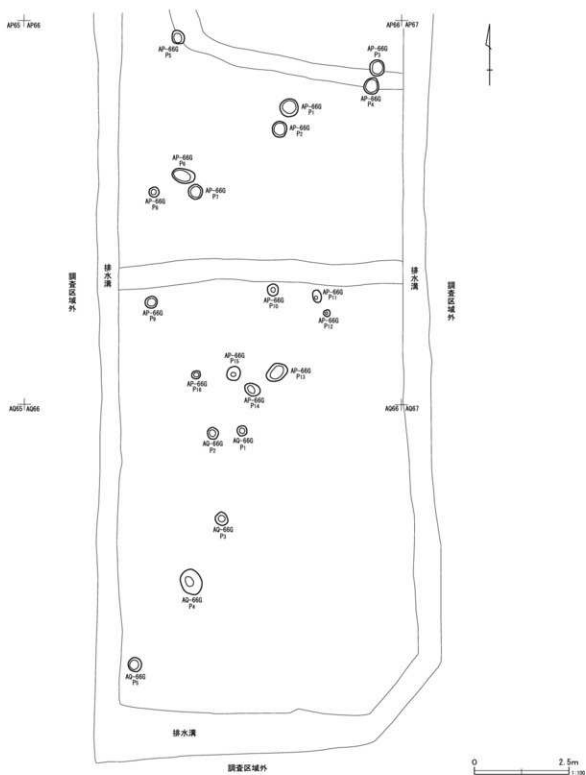 AP65 AP66
AP66 AP67
AP-66G
P5
AP-66G
P3
AP-66G
P4
AP-66G
P1
AP-66G
P2
AP-66G
P6
AP-66G
P8
AP-66G
P7
調査区域外
排水溝
排水溝
調査区域外
AP-66G
P9
AP-66G
P10
AP-66G
P11
AP-66G
P12
AP-66G
P15
AP-66G
P13
AP-66G
P16
AP-66G
P14
AQ65 AQ66
AQ66 AQ67
AQ-66G
P2
AQ-66G
P1
AQ-66G
P3
AQ-66G
P4
AQ-66G
P5
排水溝
調査区域外
0 2.5m
1:100